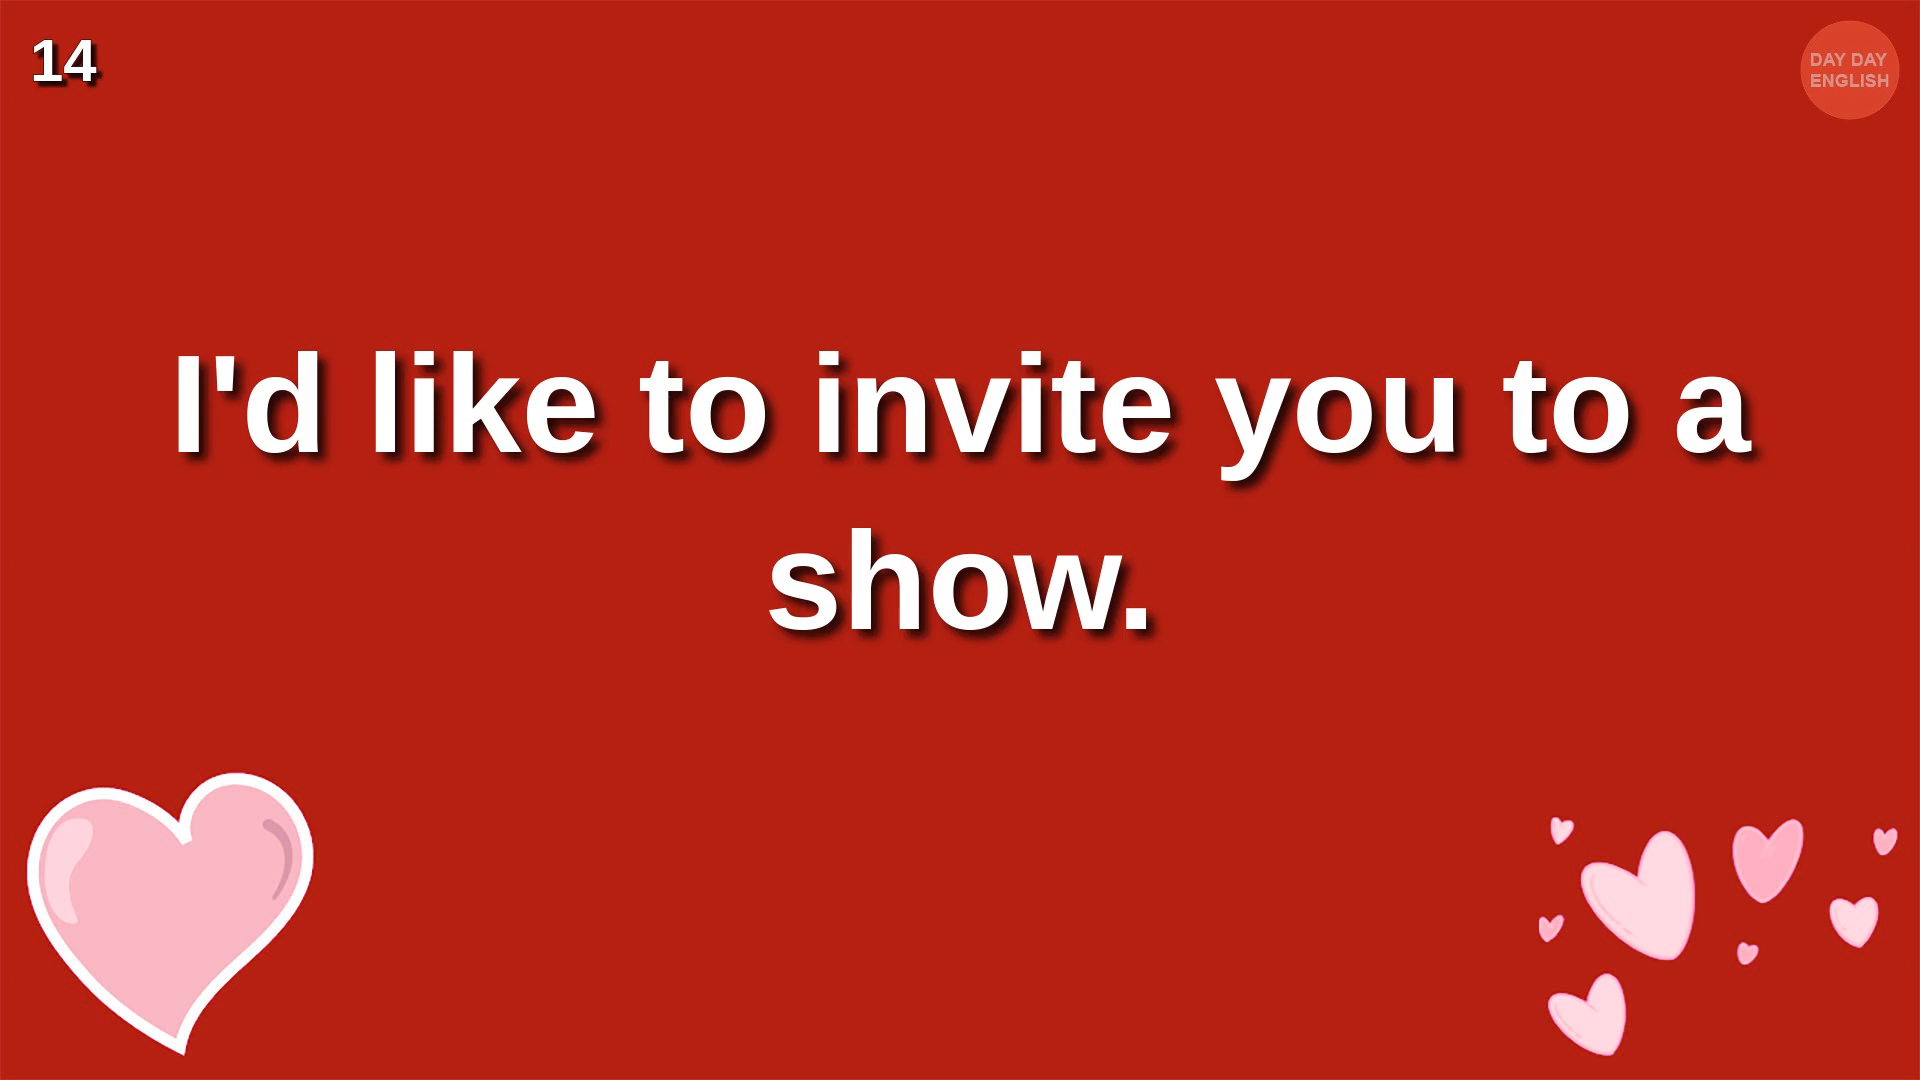 14
DAY DAY
ENGLISH
I'd like to invite you to a
show.